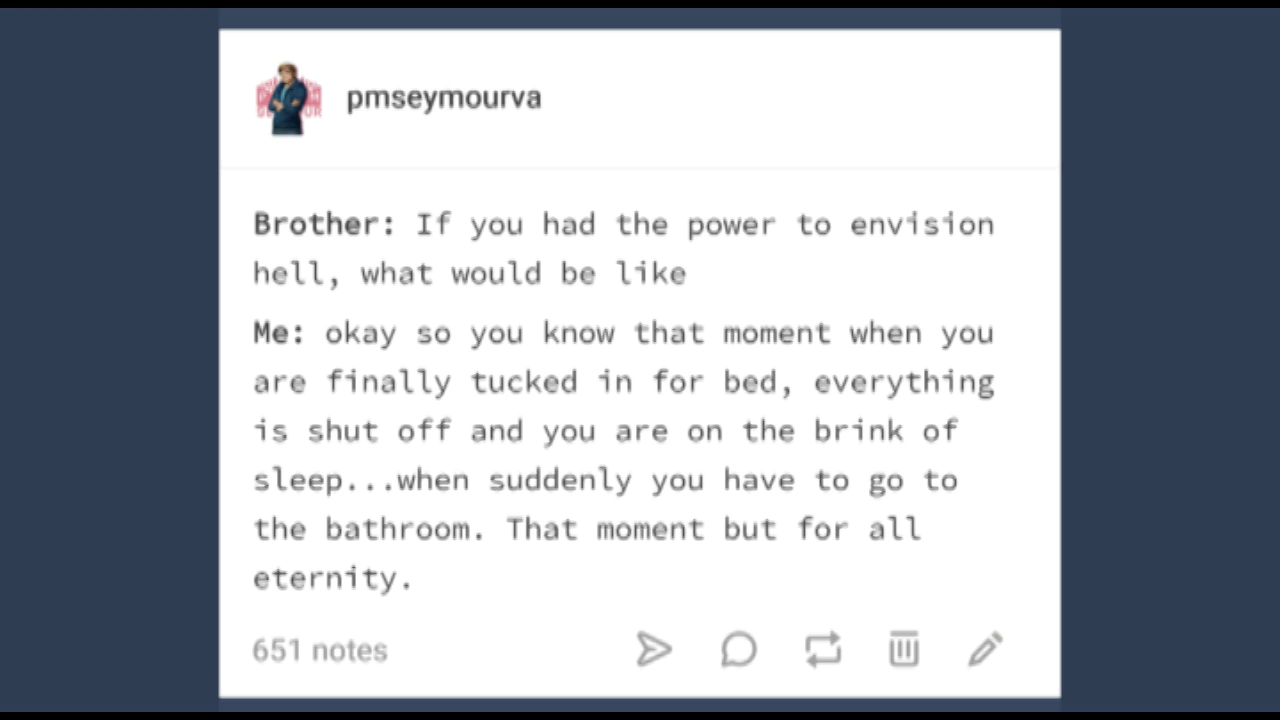 pmseymourva
Brother: If you had the power to envision
hell, what would be like
Me: okay so you know that moment when you
are finally tucked in for bed, everything
is shut off and you are on the brink of
sleep...when suddenly you have to go to
the bathroom. That moment but for all
eternity.
651 notes